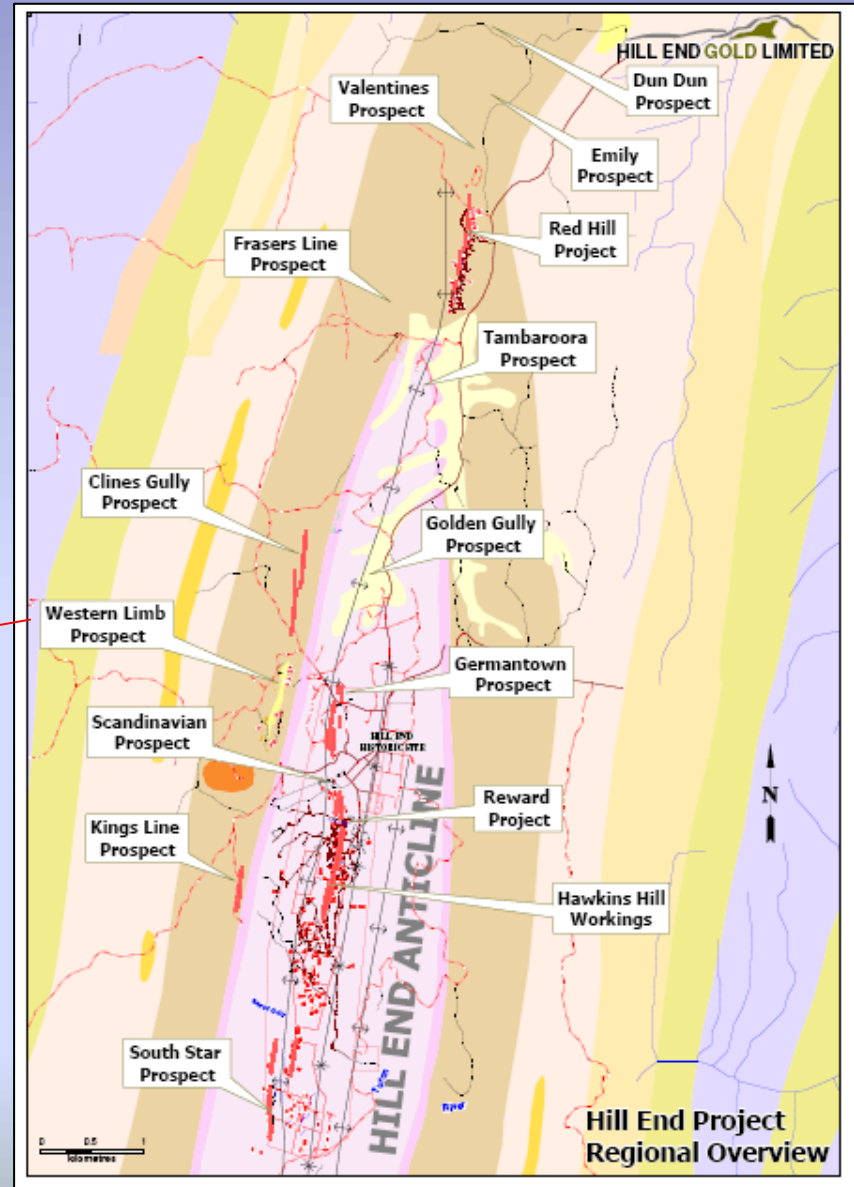 HILL END GOLD LIMITED
Dun Dun
Prospect
Valentines
Prospect
Emily
Prospect
Red Hill
Project
Frasers Line
Prospect
Tambaroora
Prospect
Clines Gully
Prospect
Golden Gully
Prospect
Western Limb
Prospect
Germantown
Prospect
Scandinavian
Prospect
HILL END
HISTORIC SITE
Reward
Project
N
Kings Line
Prospect
Hawkins Hill
Workings
HILL END ANTICLINE
South Star
Prospect
Turon
0 0.5 1
kilometres
Hill End Project
Regional Overview